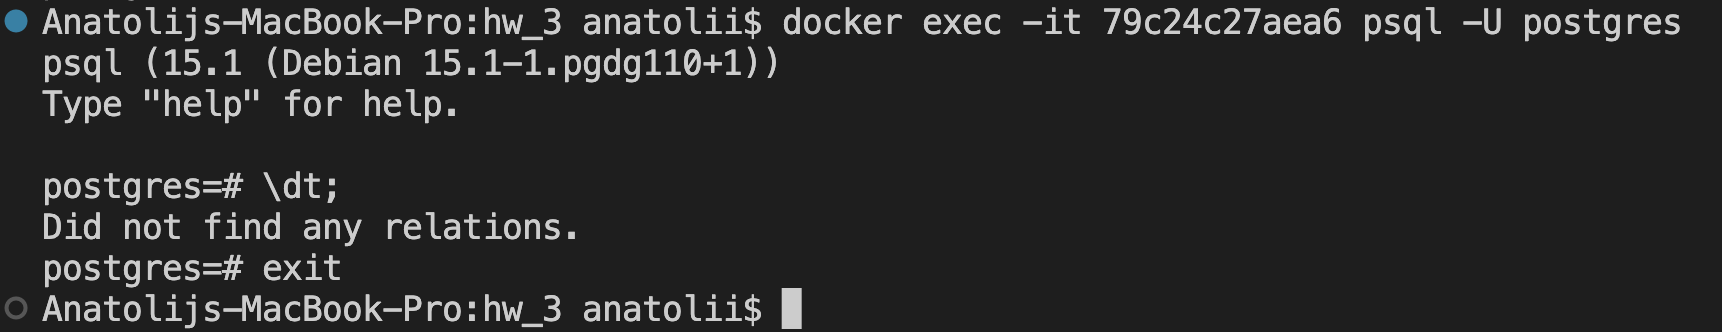 Anatolijs-MacBook-Pro:hw_3 anatolii$ docker exec -it 79c24c27aea6 psql -U postgres
psql (15.1 (Debian 15.1-1.pgdg110+1))
Type "help" for help.
postgres=# \dt;
Did not find any relations.
postgres=# exit
Anatolijs-MacBook-Pro:hw_3 anatolii$